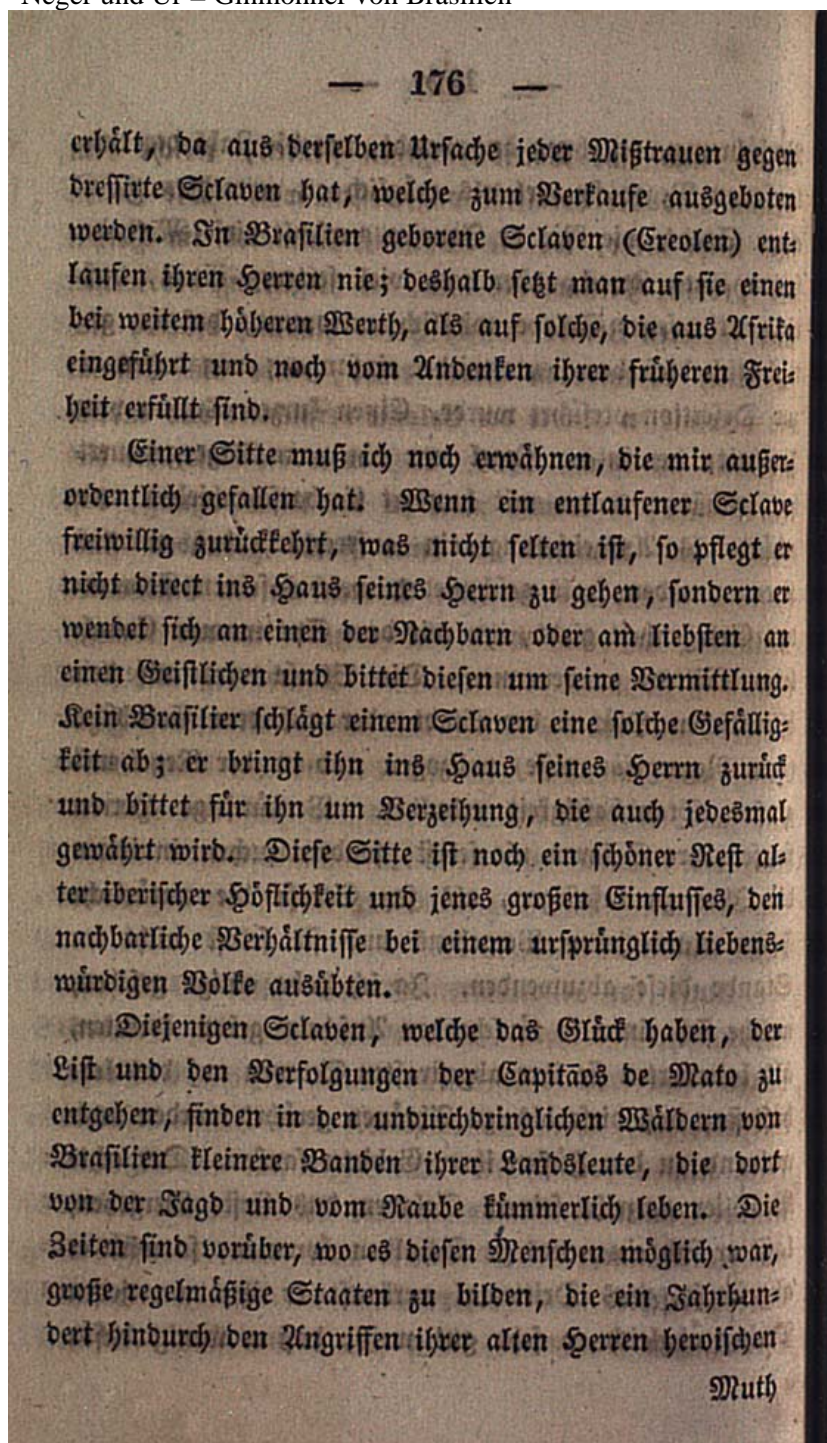 — 176 —
erhält, da aus derselben Ursache jeder Mißtrauen gegen
dressirte Sclaven hat, welche zum Verkaufe ausgeboten
werden. In Brasilien geborene Sclaven (Creolen) ent-
laufen ihren Herren nie; deshalb setzt man auf sie einen
bei weitem höheren Werth, als auf solche, die aus Afrika
eingeführt und noch vom Andenken ihrer früheren Frei-
heit erfüllt sind.
Einer Sitte muß ich noch erwähnen, die mir außer-
ordentlich gefallen hat. Wenn ein entlaufener Sclave
freiwillig zurückkehrt, was nicht selten ist, so pflegt er
nicht direct ins Haus seines Herrn zu gehen, sondern er
wendet sich an einen der Nachbarn oder am liebsten an
einen Geistlichen und bittet diesen um seine Vermittlung.
Kein Brasilier schlägt einem Sclaven eine solche Gefällig-
keit ab; er bringt ihn ins Haus seines Herrn zurück
und bittet für ihn um Verzeihung, die auch jedesmal
gewährt wird. Diese Sitte ist noch ein schöner Rest al-
ter iberischer Höflichkeit und jenes großen Einflusses, den
nachbarliche Verhältnisse bei einem ursprünglich liebens-
würdigen Volke ausübten.
Diejenigen Sclaven, welche das Glück haben, der
List und den Verfolgungen der Capitãos de Mato zu
entgehen, finden in den undurchdringlichen Wäldern von
Brasilien kleinere Banden ihrer Landsleute, die dort
von der Jagd und vom Raube kümmerlich leben. Die
Zeiten sind vorüber, wo es diesen Menschen möglich war,
große regelmäßige Staaten zu bilden, die ein Jahrhun-
dert hindurch den Angriffen ihrer alten Herren heroischen
Muth